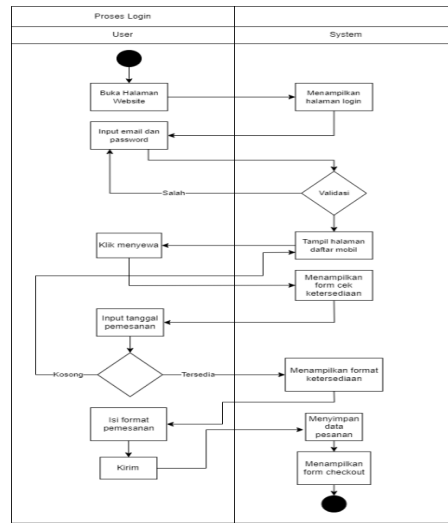 Proses Login
User
System
Buka Halaman
Website
Menampilkan
halaman login
Input email dan
password
Salah
Validasi
Klik menyewa
Tampil halaman
daftar mobil
Menampilkan
form cek
ketersediaan
Input tanggal
pemesanan
Kosong
Tersedia
Menampilkan format
ketersediaan
Isi format
pemesanan
Menyimpan
data
pesanan
Kirim
Menampilkan
form checkout